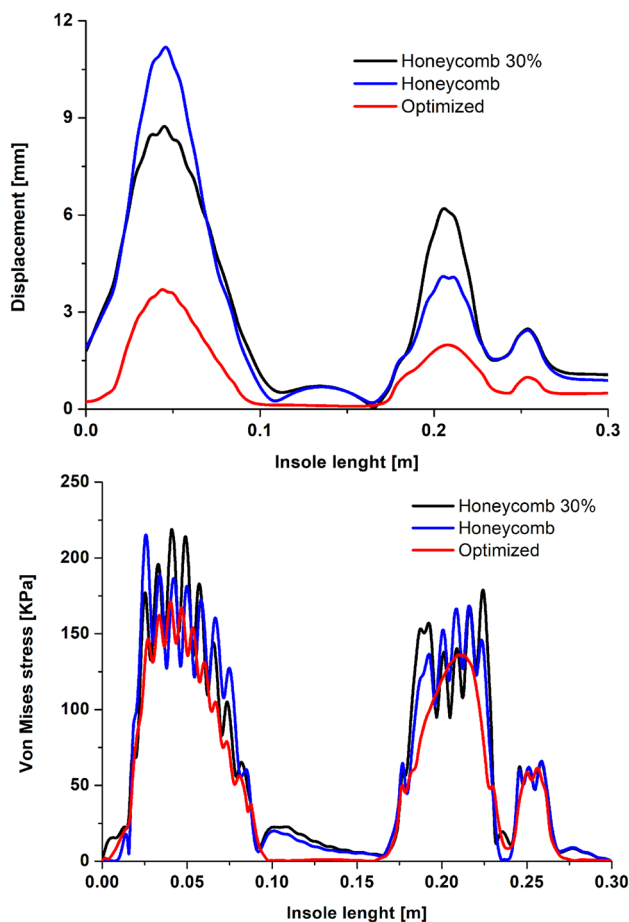 12
9
6
3
0
Displacement [mm]
Honeycomb 30%
Honeycomb
Optimized
0.0 0.1 0.2 0.3
Insole lenght [m]
250
200
150
100
50
0
Von Mises stress [KPa]
Honeycomb 30%
Honeycomb
Optimized
0.00 0.05 0.10 0.15 0.20 0.25 0.30
Insole lenght [m]